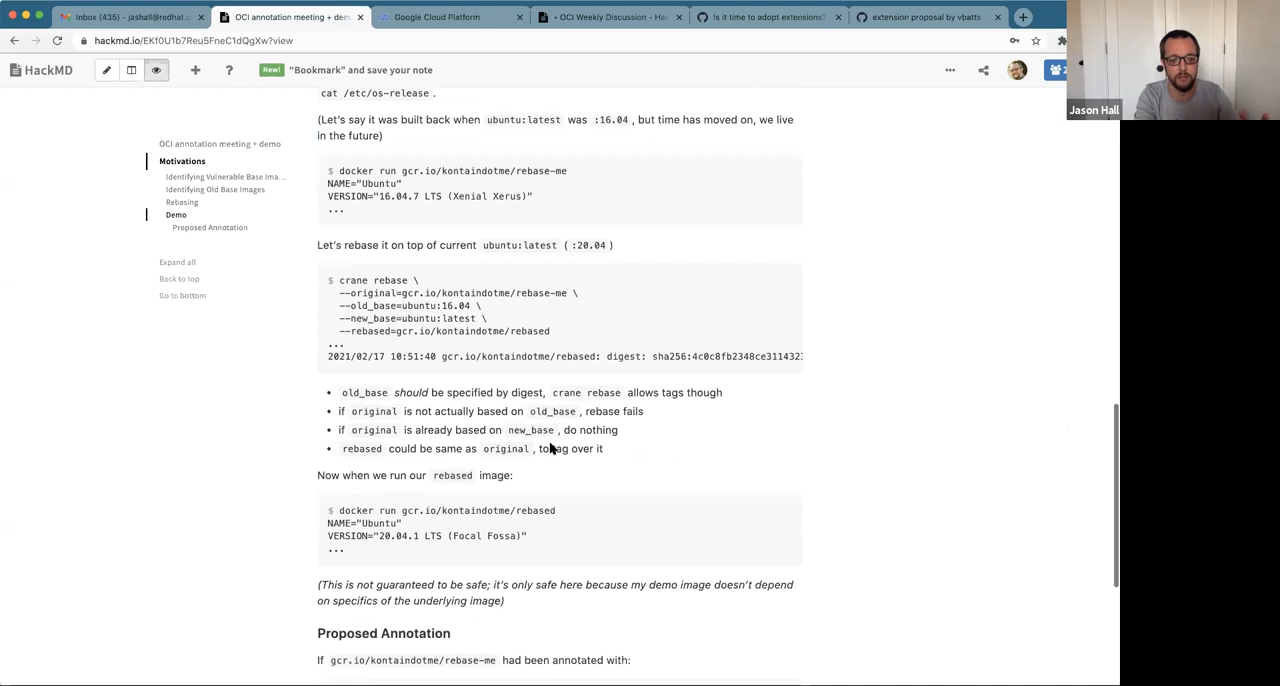 Inbox (435) - jashall@redhat.c
OCI annotation meeting + dem
Google Cloud Platform
• OCI Weekly Discussion - Hac
Is it time to adopt extensions?
extension proposal by vbatts
hackmd.io/EKf0U1b7Reu5FneC1dQgXw?view
HackMD
New!
"Bookmark" and save your note
2
Jason Hall
OCI annotation meeting + demo
Motivations
Identifying Vulnerable Base Ima...
Identifying Old Base Images
Rebasing
Demo
Proposed Annotation
Expand all
Back to top
Go to bottom
cat /etc/os-release .
(Let's say it was built back when ubuntu:latest was :16.04 , but time has moved on, we live
in the future)
$ docker run gcr.io/kontaindotme/rebase-me
NAME="Ubuntu"
VERSION="16.04.7 LTS (Xenial Xerus)"
...
Let's rebase it on top of current ubuntu:latest ( :20.04 )
$ crane rebase \
--original=gcr.io/kontaindotme/rebase-me \
--old_base=ubuntu:16.04 \
--new_base=ubuntu:latest \
--rebased=gcr.io/kontaindotme/rebased
...
2021/02/17 10:51:40 gcr.io/kontaindotme/rebased: digest: sha256:4c0c8fb2348ce3114323
• old_base should be specified by digest, crane rebase allows tags though
• if original is not actually based on old_base , rebase fails
• if original is already based on new_base , do nothing
• rebased could be same as original , to tag over it
Now when we run our rebased image:
$ docker run gcr.io/kontaindotme/rebased
NAME="Ubuntu"
VERSION="20.04.1 LTS (Focal Fossa)"
...
(This is not guaranteed to be safe; it's only safe here because my demo image doesn't depend
on specifics of the underlying image)
Proposed Annotation
If gcr.io/kontaindotme/rebase-me had been annotated with: